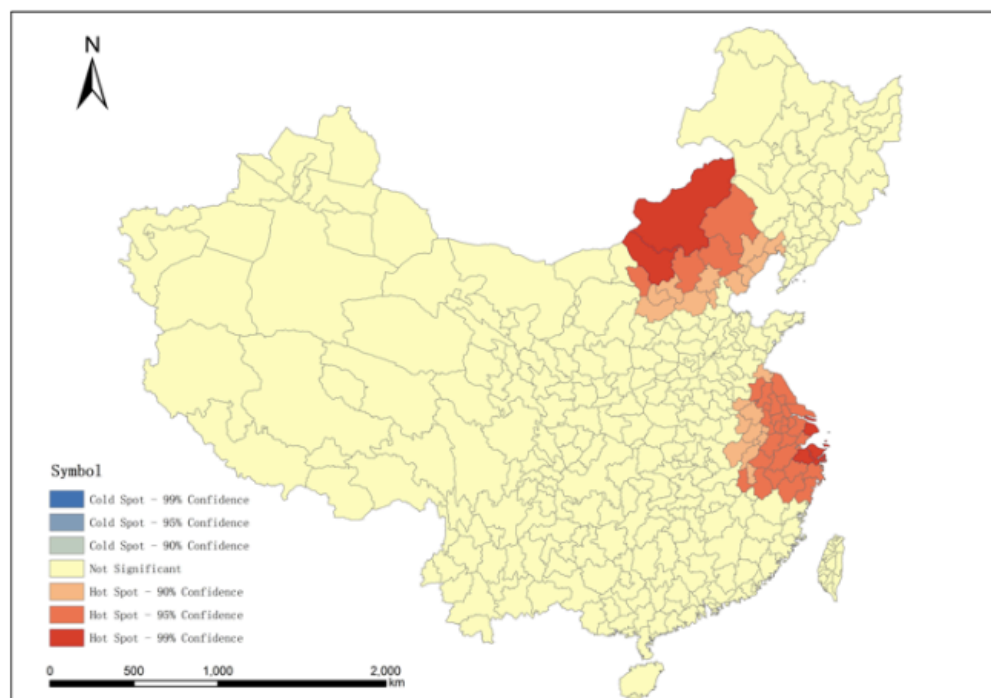 N
Symbol
Cold Spot - 99% Confidence
Cold Spot - 95% Confidence
Cold Spot - 90% Confidence
Not Significant
Hot Spot - 90% Confidence
Hot Spot - 95% Confidence
Hot Spot - 99% Confidence
0 500 1,000 2,000
km